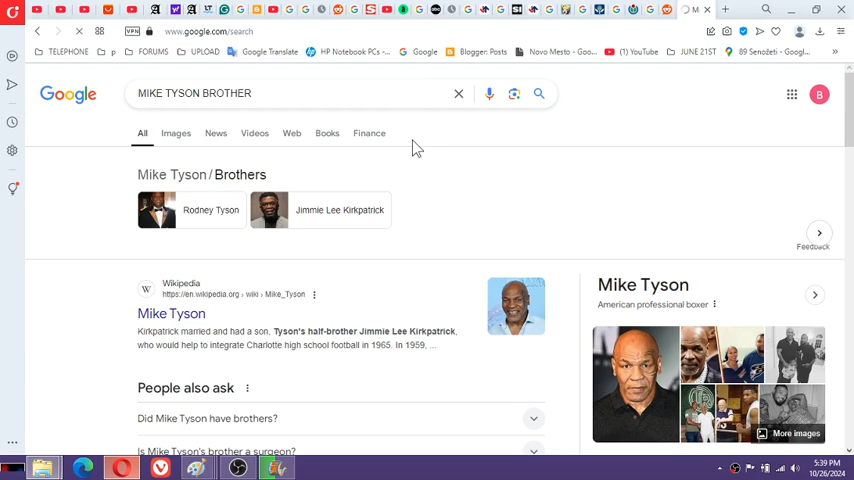 VPN www.google.com/search
TELEPHONE p FORUMS UPLOAD Google Translate HP Notebook PCs -... Google Blogger: Posts Novo Mesto - Goog... (1) YouTube JUNE 21ST 89 Senožeti - Googl...
Google MIKE TYSON BROTHER B
All Images News Videos Web Books Finance
Mike Tyson / Brothers
Rodney Tyson Jimmie Lee Kirkpatrick
Feedback
W Wikipedia
https://en.wikipedia.org › wiki › Mike_Tyson
Mike Tyson
Kirkpatrick married and had a son. Tyson's half-brother Jimmie Lee Kirkpatrick,
who would help to integrate Charlotte high school football in 1965. In 1959, ...
Mike Tyson
American professional boxer
More images
People also ask
Did Mike Tyson have brothers?
Is Mike Tyson's brother a surgeon?
5:39 PM
10/26/2024